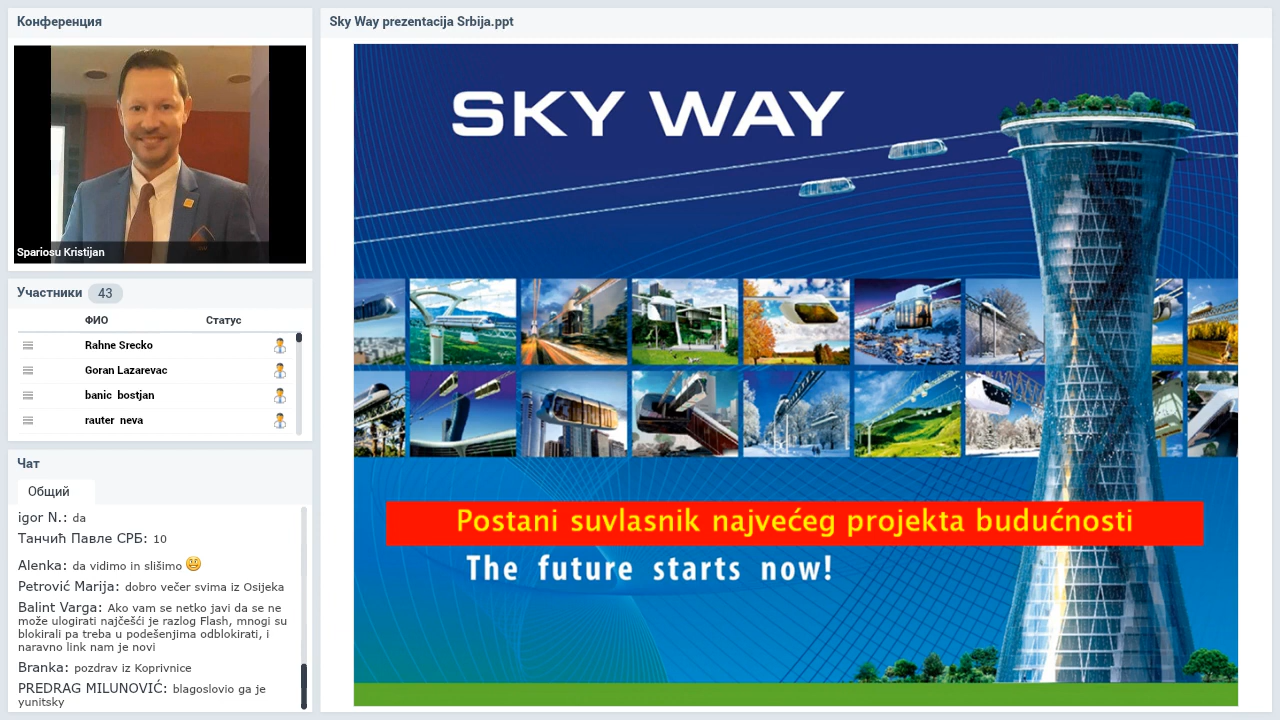 Конференция
Spariosu Kristijan
Участники 43
ФИО Статус
Rahne Srecko
Goran Lazarevac
banic bostjan
rauter neva
Чат
Общий
igor N.: da
Танчић Павле СРБ: 10
Alenka: da vidimo in slišimo
Petrović Marija: dobro večer svima iz Osijeka
Balint Varga: Ako vam se netko javi da se ne
može ulogirati najčešći je razlog Flash, mnogi su
blokirali pa treba u podešenjima odblokirati, i
naravno link nam je novi
Branka: pozdrav iz Koprivnice
PREDRAG MILUNOVIĆ: blagoslovio ga je
yunitsky
Sky Way prezentacija Srbija.ppt
SKY WAY
Postani suvlasnik najvećeg projekta budućnosti
The future starts now!